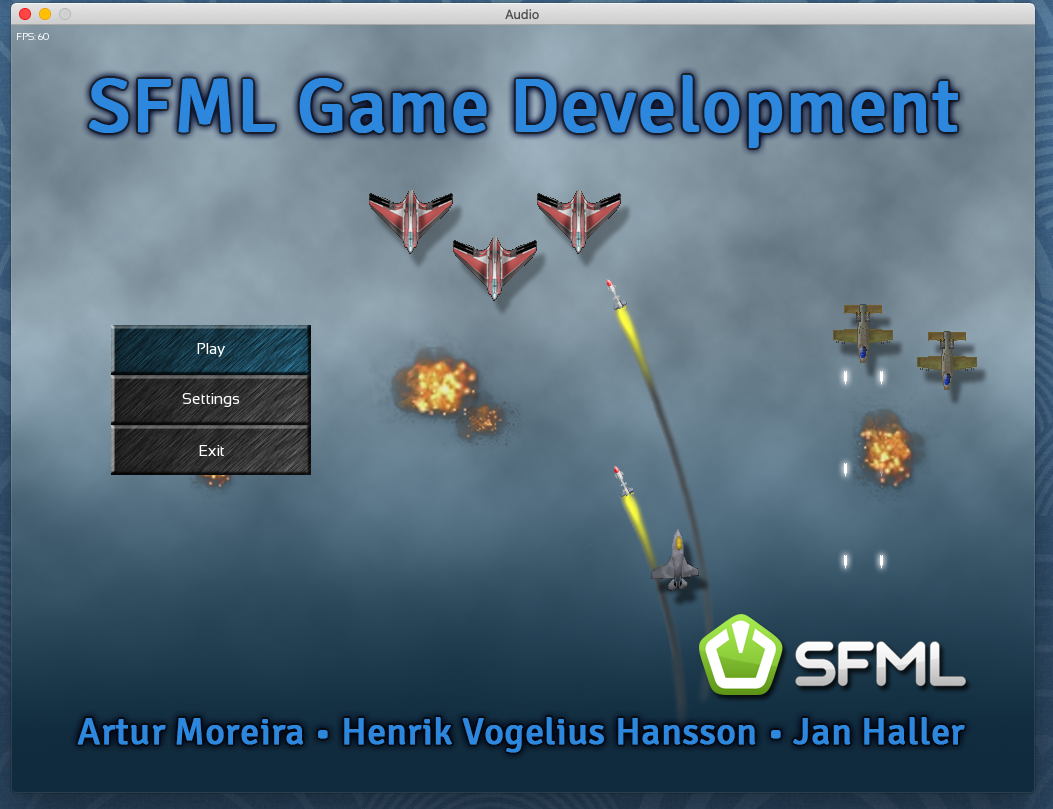 Audio
FPS: 60
SFML Game Development
Play
Settings
Exit
SFML
Artur Moreira • Henrik Vogelius Hansson • Jan Haller